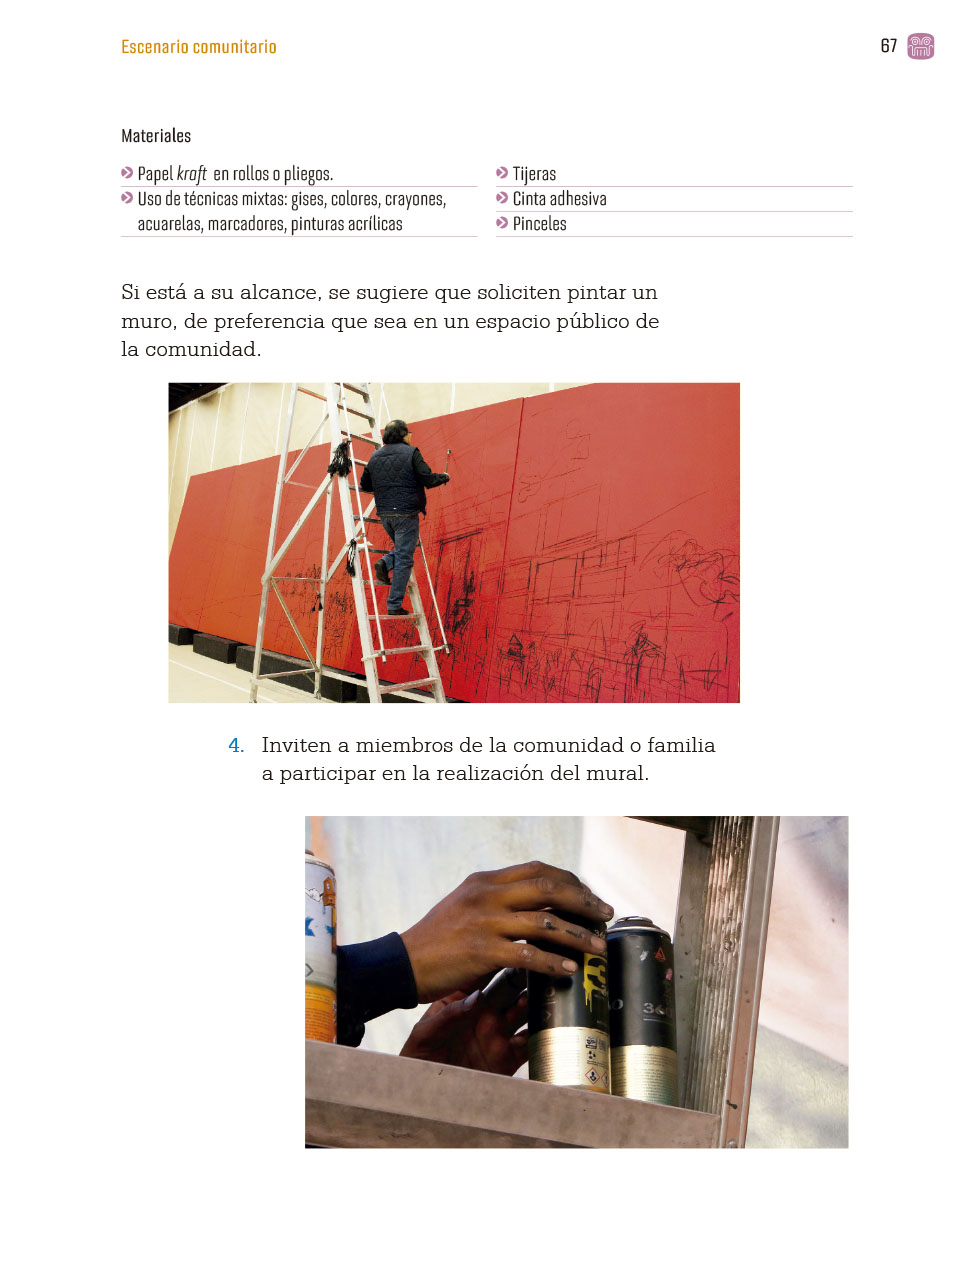 Escenario comunitario
67
Materiales
Papel kraft en rollos o pliegos.
Uso de técnicas mixtas: gises, colores, crayones,
acuarelas, marcadores, pinturas acrílicas
Tijeras
Cinta adhesiva
Pinceles
Si está a su alcance, se sugiere que soliciten pintar un
muro, de preferencia que sea en un espacio público de
la comunidad.
4. Inviten a miembros de la comunidad o familia
a participar en la realización del mural.